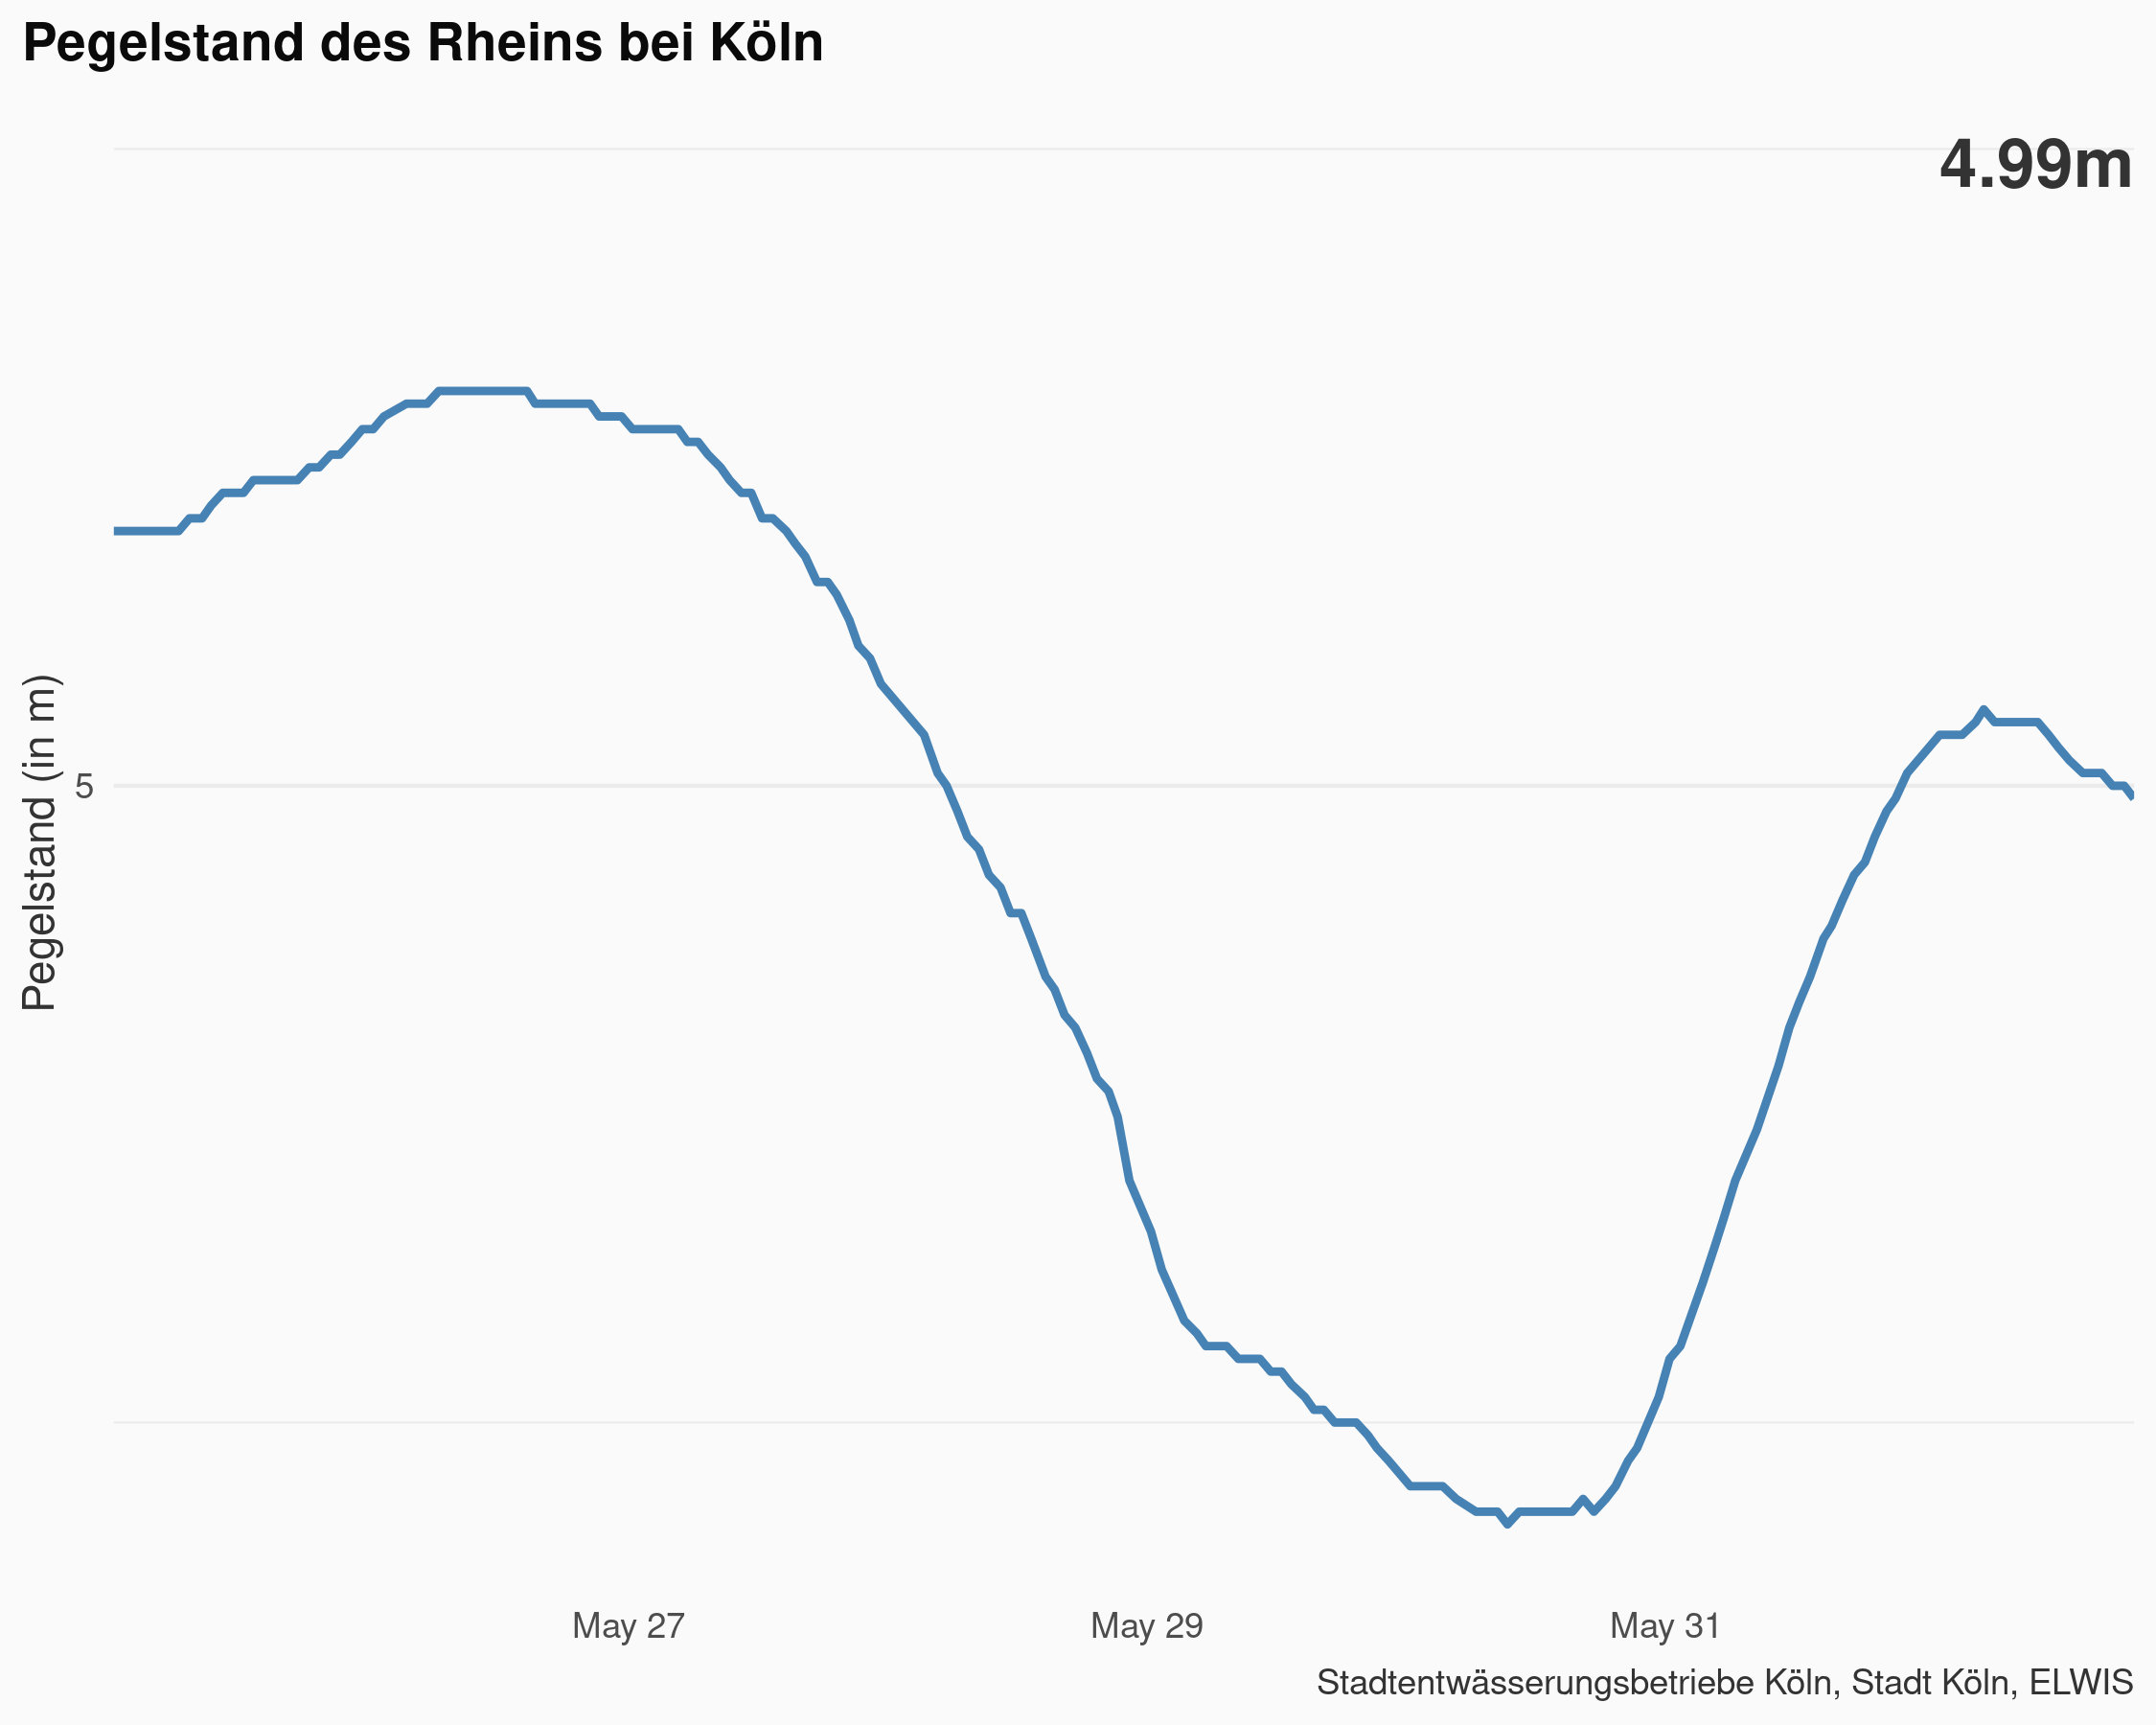 Pegelstand des Rheins bei Köln
4.99m
Pegelstand (in m)
5
May 27
May 29
May 31
Stadtentwässerungsbetriebe Köln, Stadt Köln, ELWIS